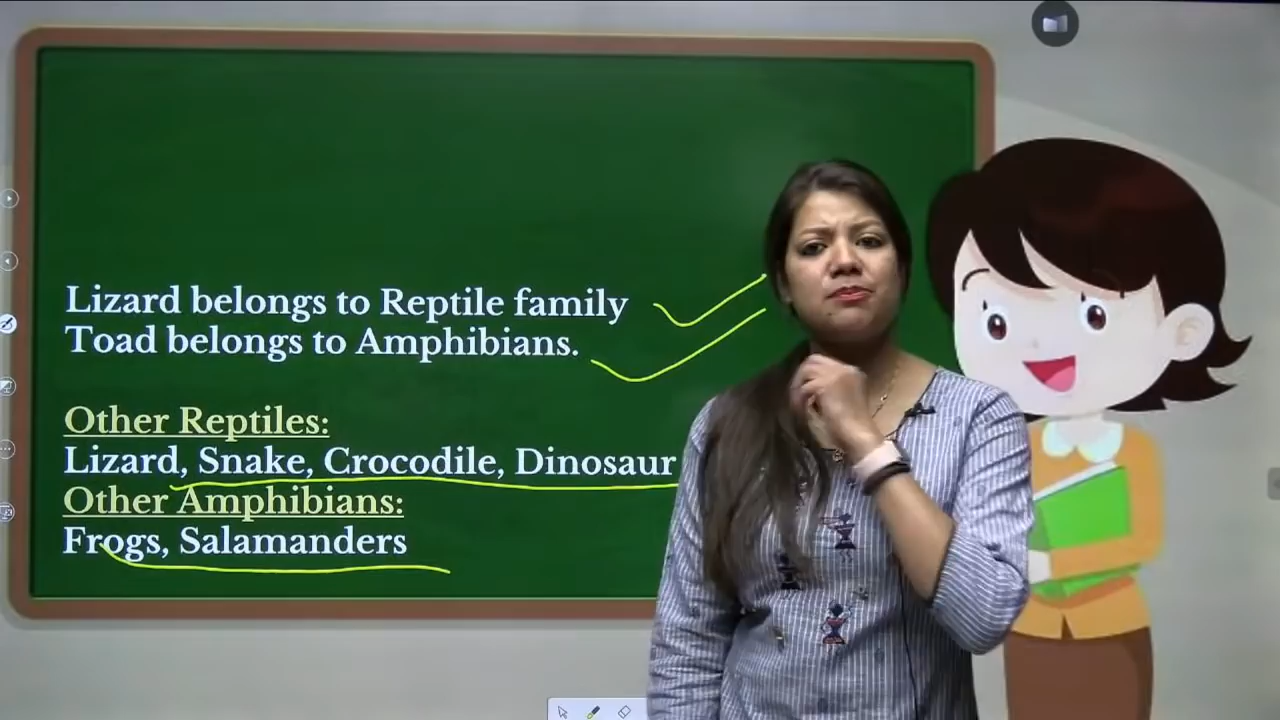 Lizard belongs to Reptile family
Toad belongs to Amphibians.
Other Reptiles:
Lizard, Snake, Crocodile, Dinosaur
Other Amphibians:
Frogs, Salamanders